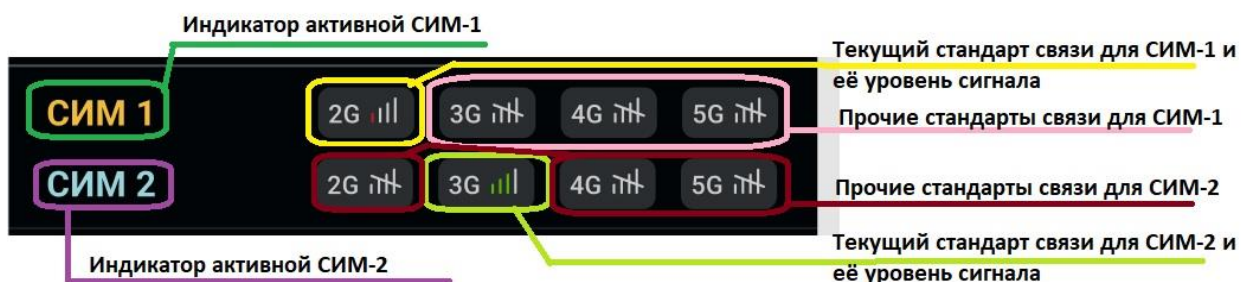 Индикатор активной СИМ-1
Текущий стандарт связи для СИМ-1 и
её уровень сигнала
СИМ 1 2G 3G 4G 5G
Прочие стандарты связи для СИМ-1
СИМ 2 2G 3G 4G 5G
Прочие стандарты связи для СИМ-2
Текущий стандарт связи для СИМ-2 и
её уровень сигнала
Индикатор активной СИМ-2